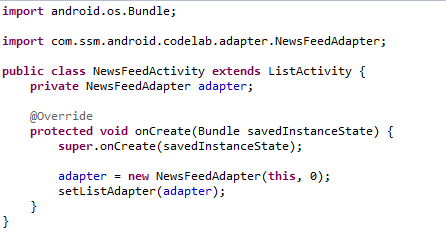 import android.os.Bundle;
import com.ssm.android.codelab.adapter.NewsFeedAdapter;
public class NewsFeedActivity extends ListActivity {
    private NewsFeedAdapter adapter;
    @Override
    protected void onCreate(Bundle savedInstanceState) {
        super.onCreate(savedInstanceState);
        adapter = new NewsFeedAdapter(this, 0);
        setListAdapter(adapter);
    }
}